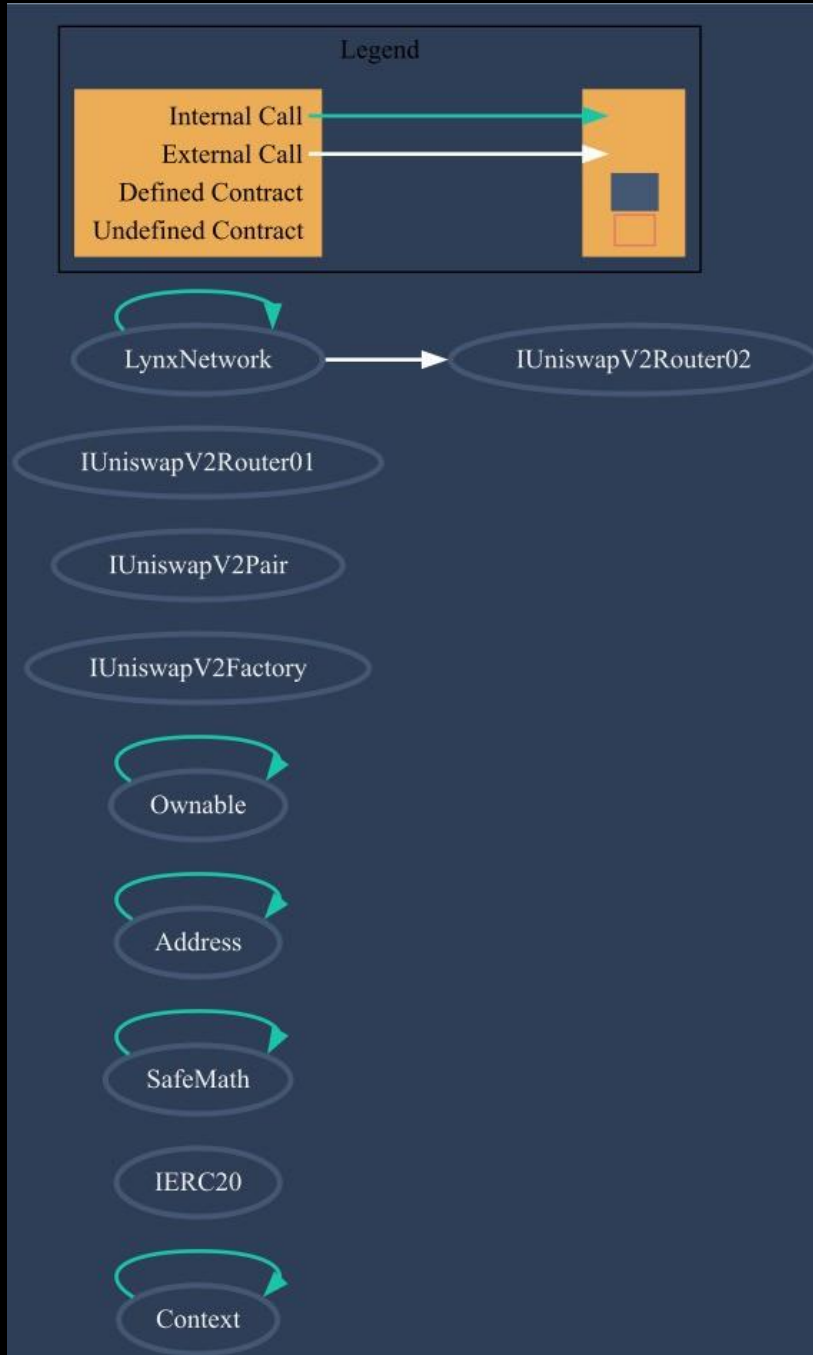 Legend
Internal Call
External Call
Defined Contract
Undefined Contract
LynxNetwork
IUniswapV2Router02
IUniswapV2Router01
IUniswapV2Pair
IUniswapV2Factory
Ownable
Address
SafeMath
IERC20
Context